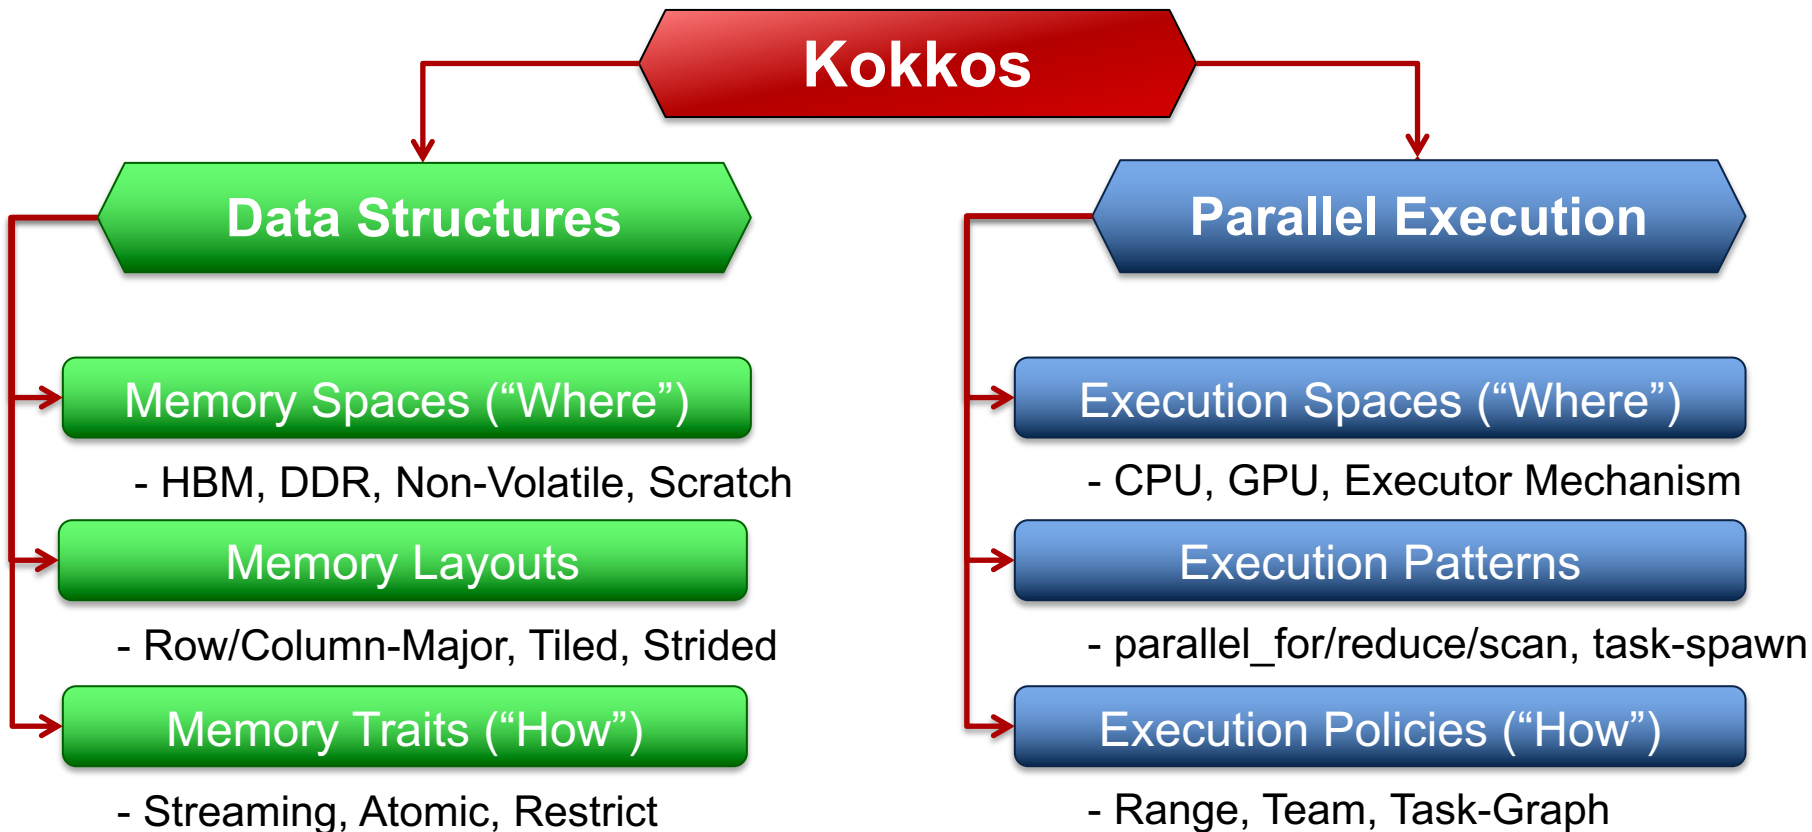 Kokkos
Data Structures
Memory Spaces (“Where”)
- HBM, DDR, Non-Volatile, Scratch
Memory Layouts
- Row/Column-Major, Tiled, Strided
Memory Traits (“How”)
- Streaming, Atomic, Restrict
Parallel Execution
Execution Spaces (“Where”)
- CPU, GPU, Executor Mechanism
Execution Patterns
- parallel_for/reduce/scan, task-spawn
Execution Policies (“How”)
- Range, Team, Task-Graph